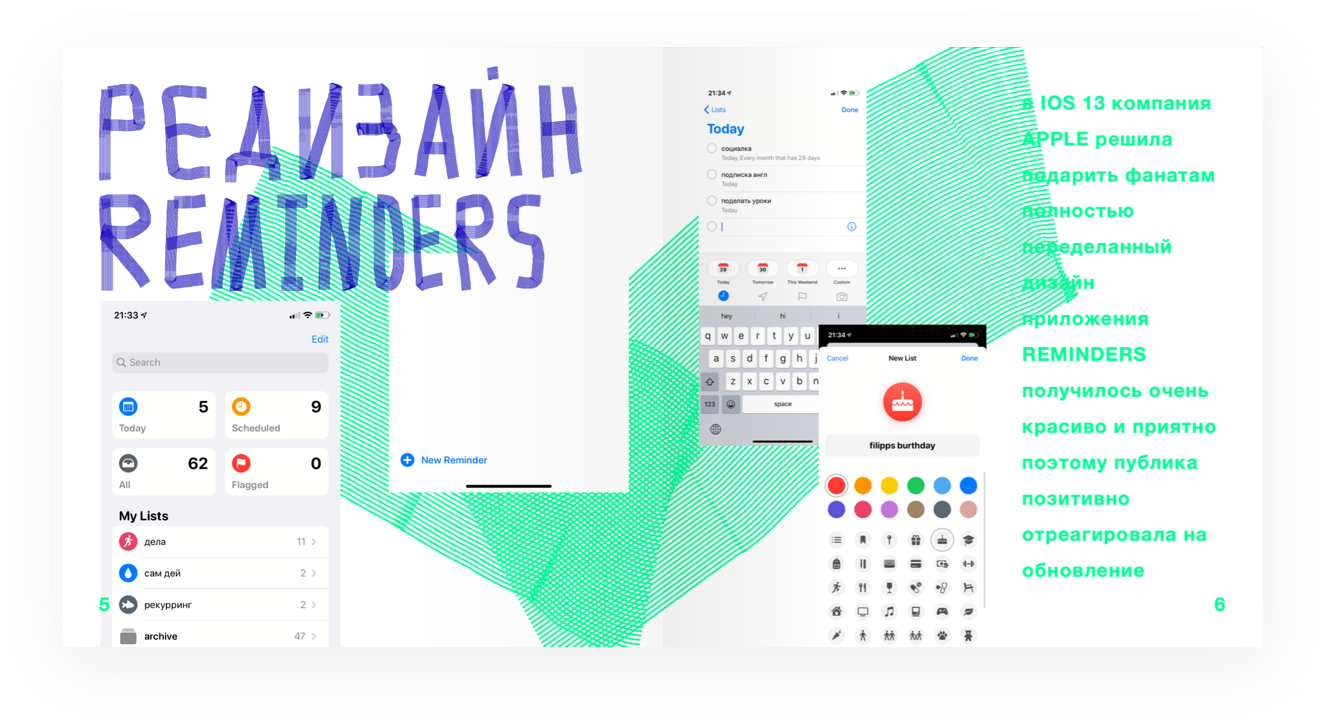 РЕДИЗАЙН
REMINDERS
21:33
Edit
Search
5
Today
9
Scheduled
62
All
0
Flagged
My Lists
дела 11
сам дей 2
рекурринг 2
archive 47
5
New Reminder
21:34
Lists Done
Today
социалка
Today, Every month that has 29 days
подписка англ
Today
поделать уроки
Today
29 30 1
Today Tomorrow This Weekend Custom
hey hi i
q w e r t y u
a s d f g h j
z x c v b n
123 space
21:34
Cancel New List Done
filipps burthday
в IOS 13 компания
APPLE решила
подарить фанатам
полностью
переделанный
дизайн
приложения
REMINDERS
получилось очень
красиво и приятно
поэтому публика
позитивно
отреагировала на
обновление
6